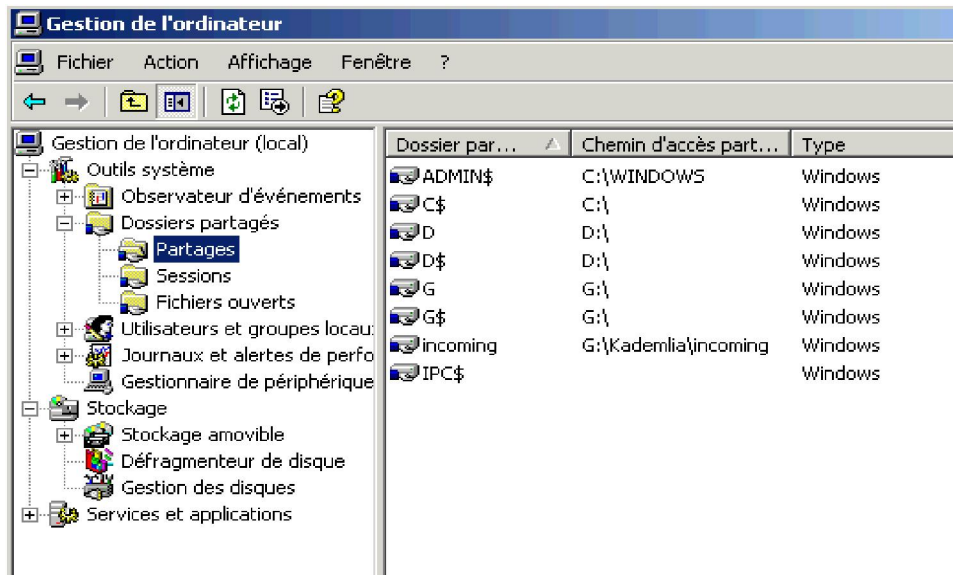 Gestion de l'ordinateur
Fichier Action Affichage Fenêtre ?
Gestion de l'ordinateur (local)
Outils système
Observateur d'événements
Dossiers partagés
Partages
Sessions
Fichiers ouverts
Utilisateurs et groupes locau
Journaux et alertes de perfo
Gestionnaire de périphérique
Stockage
Stockage amovible
Défragmenteur de disque
Gestion des disques
Services et applications
Dossier par... Chemin d'accès part... Type
ADMIN$ C:\WINDOWS Windows
C$ C:\ Windows
D D:\ Windows
D$ D:\ Windows
G G:\ Windows
G$ G:\ Windows
incoming G:\Kademlia\incoming Windows
IPC$ Windows